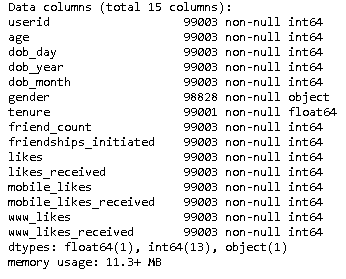 Data columns (total 15 columns):
userid 99003 non-null int64
age 99003 non-null int64
dob_day 99003 non-null int64
dob_year 99003 non-null int64
dob_month 99003 non-null int64
gender 98828 non-null object
tenure 99001 non-null float64
friend_count 99003 non-null int64
friendships_initiated 99003 non-null int64
likes 99003 non-null int64
likes_received 99003 non-null int64
mobile_likes 99003 non-null int64
mobile_likes_received 99003 non-null int64
www_likes 99003 non-null int64
www_likes_received 99003 non-null int64
dtypes: float64(1), int64(13), object(1)
memory usage: 11.3+ MB